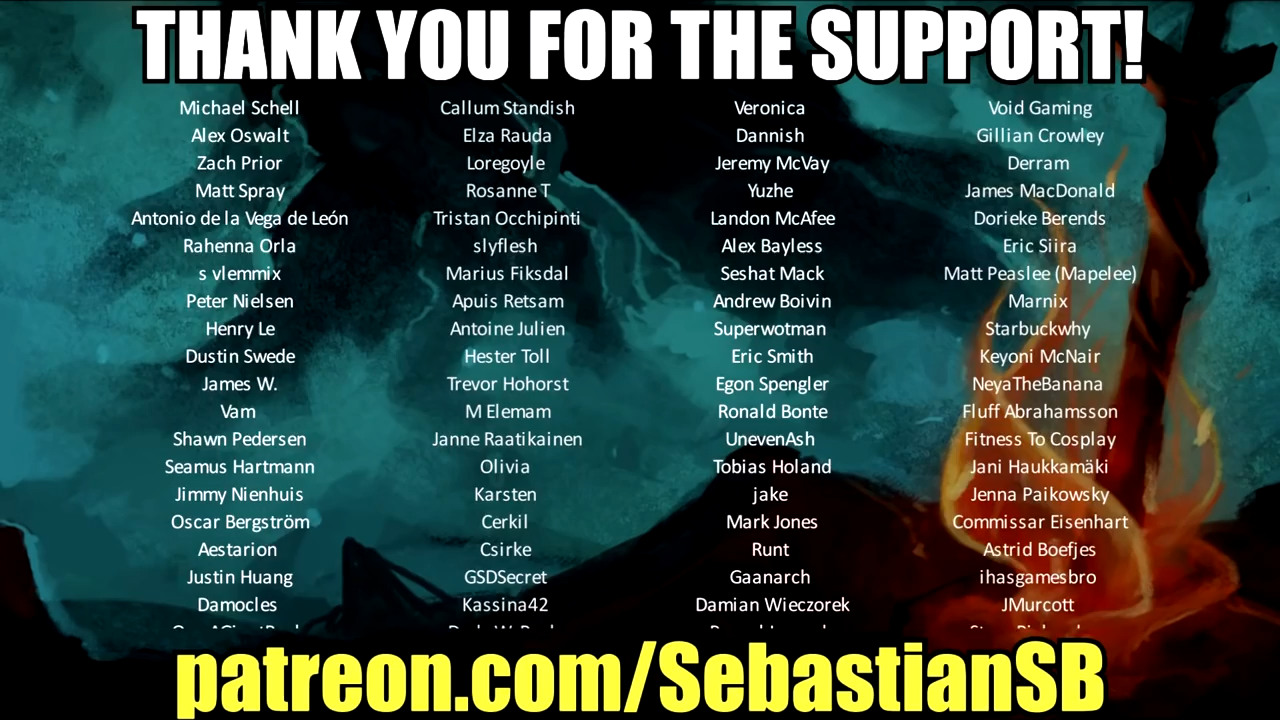 THANK YOU FOR THE SUPPORT!
Michael Schell
Alex Oswalt
Zach Prior
Matt Spray
Antonio de la Vega de León
Rahenna Orla
s vlemmix
Peter Nielsen
Henry Le
Dustin Swede
James W.
Vam
Shawn Pedersen
Seamus Hartmann
Jimmy Nienhuis
Oscar Bergström
Aestarion
Justin Huang
Damocles
Callum Standish
Elza Rauda
Loregoyle
Rosanne T
Tristan Occhipinti
slyflesh
Marius Fiksdal
Apuis Retsam
Antoine Julien
Hester Toll
Trevor Hohorst
M Elemam
Janne Raatikainen
Olivia
Karsten
Cerkil
Csirke
GSDSecret
Kassina42
Veronica
Dannish
Jeremy McVay
Yuzhe
Landon McAfee
Alex Bayless
Seshat Mack
Andrew Boivin
Superwotman
Eric Smith
Egon Spengler
Ronald Bonte
UnevenAsh
Tobias Holand
jake
Mark Jones
Runt
Gaanarch
Damian Wieczorek
Void Gaming
Gillian Crowley
Derram
James MacDonald
Dorieke Berends
Eric Siira
Matt Peaslee (Mapelee)
Marnix
Starbuckwhy
Keyoni McNair
NeyaTheBanana
Fluff Abrahamsson
Fitness To Cosplay
Jani Haukkamäki
Jenna Paikowsky
Commissar Eisenhart
Astrid Boefjes
ihasgamesbro
JMurcott
patreon.com/SebastianSB